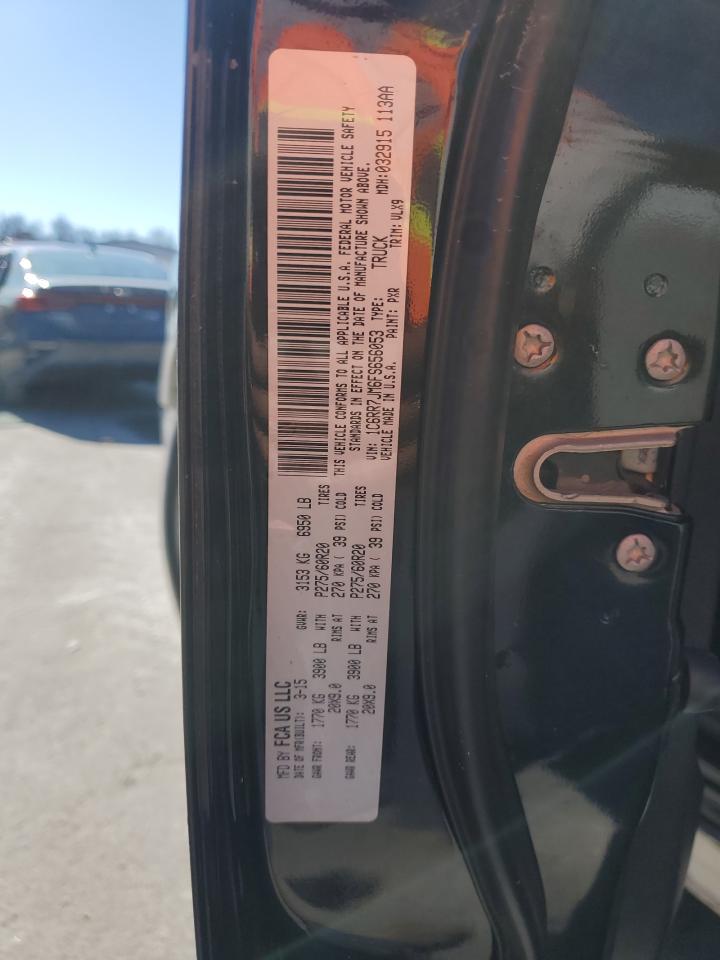 MFD BY FCA US LLC
DATE OF MFR(BUILT): 3-15 GVWR: 3153 KG 6950 LB
GAWR FRONT: 1770 KG 3900 LB WITH P275/60R20 TIRES
20X9.0 RIMS AT 270 KPA ( 39 PSI) COLD
GAWR REAR: 1770 KG 3900 LB WITH P275/60R20 TIRES
20X9.0 RIMS AT 270 KPA ( 39 PSI) COLD
THIS VEHICLE CONFORMS TO ALL APPLICABLE U.S.A. FEDERAL MOTOR VEHICLE SAFETY
STANDARDS IN EFFECT ON THE DATE OF MANUFACTURE SHOWN ABOVE.
VIN: 1C6RR7JM6FS656053 TYPE: TRUCK MDH:032915 113AA
VEHICLE MADE IN U.S.A. PAINT: PXR TRIM: VLX9